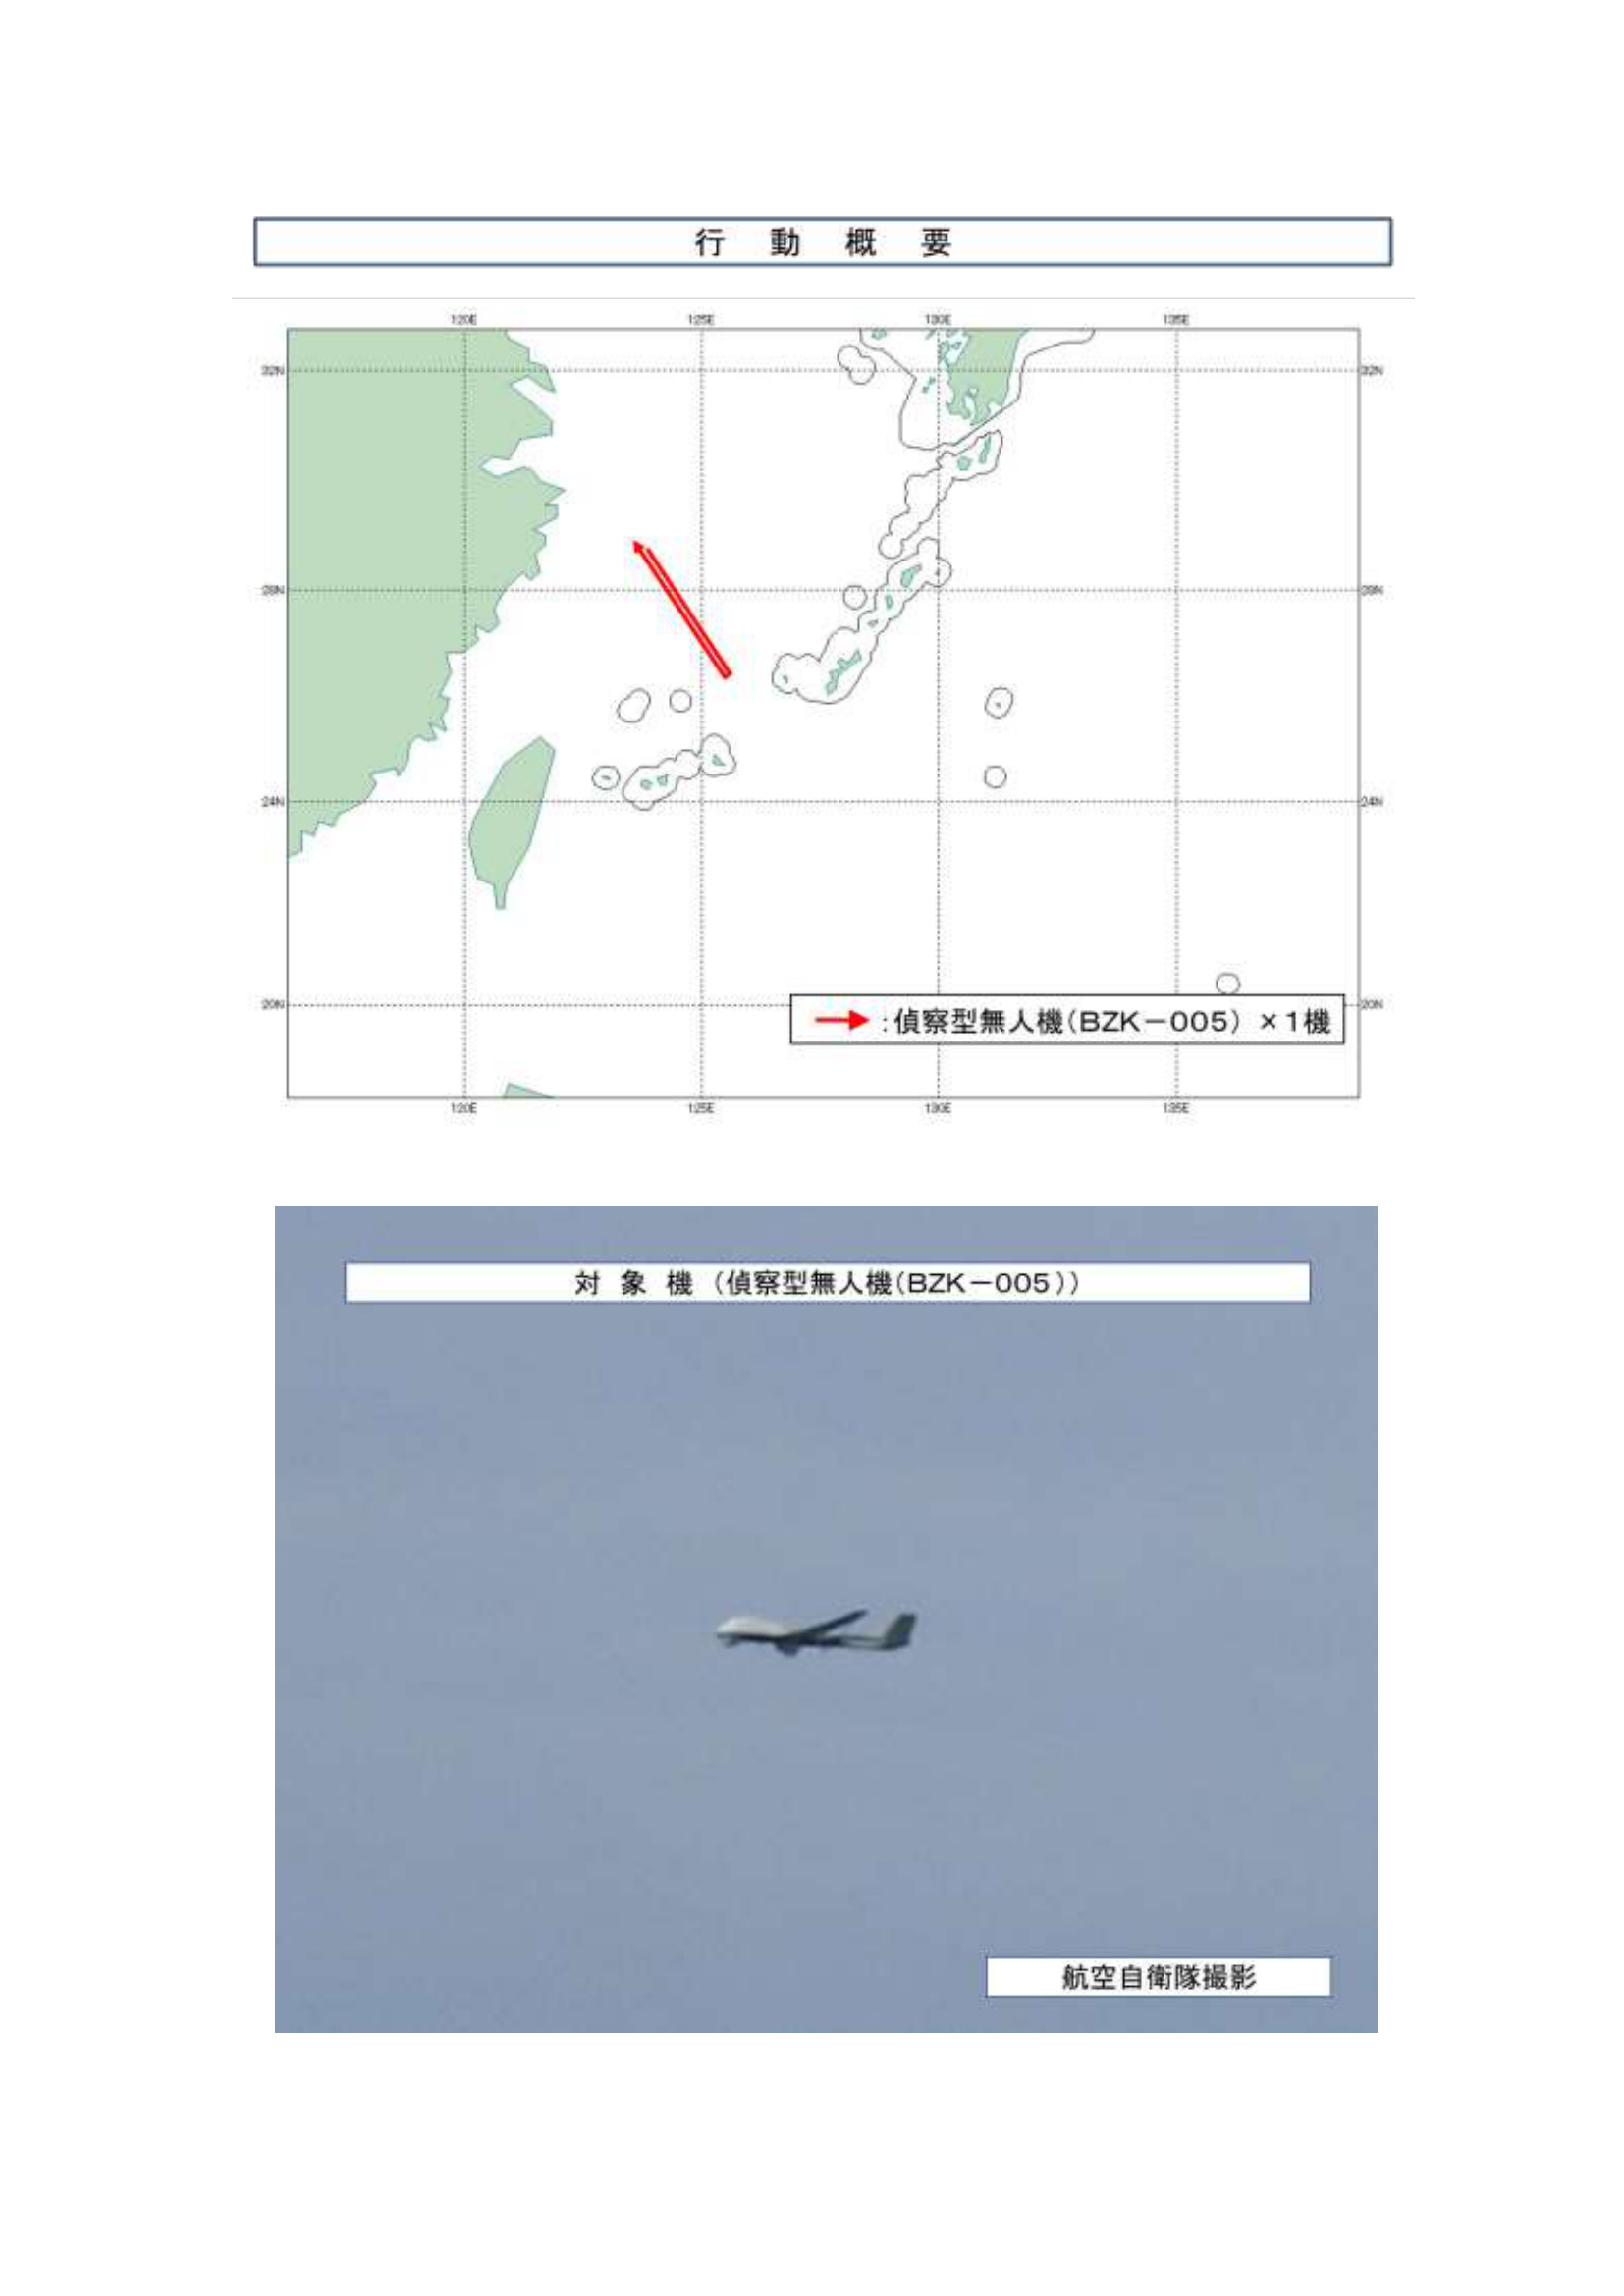 行 動 概 要
120E 125E 130E 135E
32N 32N
28N 28N
24N 24N
20N 20N
:偵察型無人機(BZK-005) ×1機
120E 125E 130E 135E
対 象 機 (偵察型無人機(BZK-005))
航空自衛隊撮影